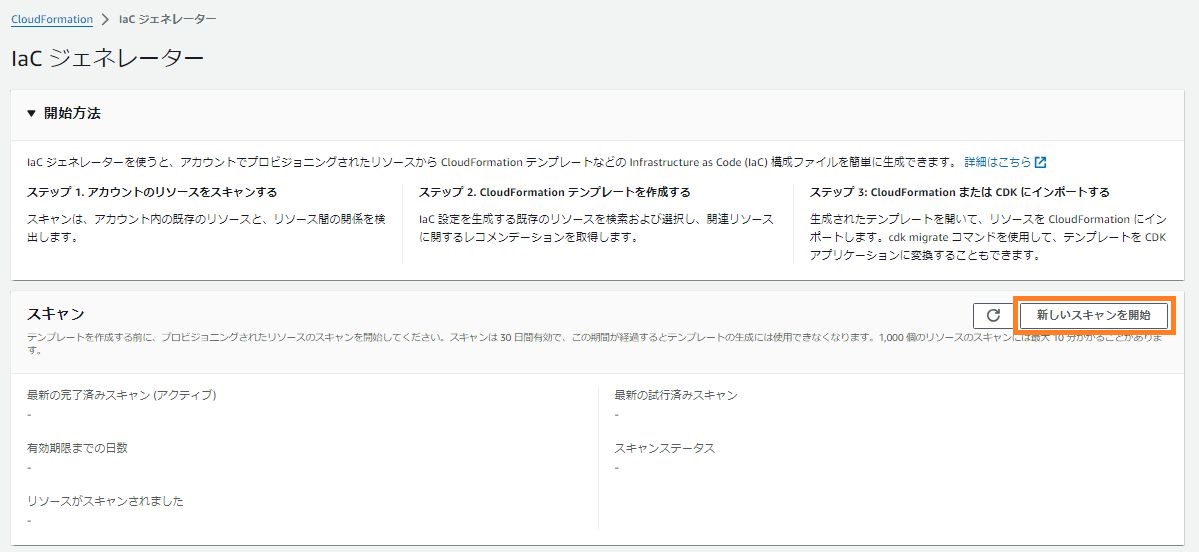 CloudFormation > IaC ジェネレーター
IaC ジェネレーター
▼ 開始方法
IaC ジェネレーターを使うと、アカウントでプロビジョニングされたリソースから CloudFormation テンプレートなどの Infrastructure as Code (IaC) 構成ファイルを簡単に生成できます。 詳細はこちら
ステップ 1. アカウントのリソースをスキャンする
スキャンは、アカウント内の既存のリソースと、リソース間の関係を検
出します。
ステップ 2. CloudFormation テンプレートを作成する
IaC 設定を生成する既存のリソースを検索および選択し、関連リソース
に関するレコメンデーションを取得します。
ステップ 3: CloudFormation または CDK にインポートする
生成されたテンプレートを開いて、リソースを CloudFormation にイン
ポートします。cdk migrate コマンドを使用して、テンプレートを CDK
アプリケーションに変換することもできます。
スキャン
新しいスキャンを開始
テンプレートを作成する前に、プロビジョニングされたリソースのスキャンを開始してください。スキャンは 30 日間有効で、この期間が経過するとテンプレートの生成には使用できなくなります。1,000 個のリソースのスキャンには最大 10 分かかることがありま
す。
最新の完了済みスキャン (アクティブ)
-
有効期限までの日数
-
リソースがスキャンされました
-
最新の試行済みスキャン
-
スキャンステータス
-